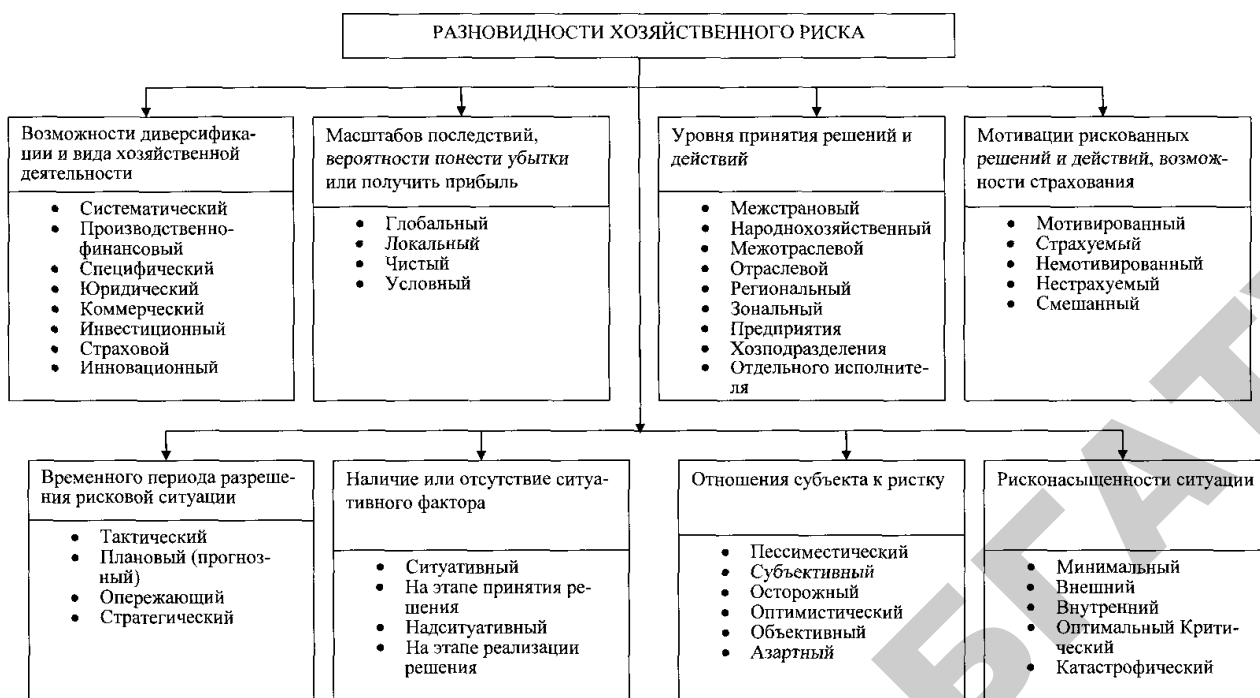 РАЗНОВИДНОСТИ ХОЗЯЙСТВЕННОГО РИСКА
Возможности диверсифика-
ции и вида хозяйственной
деятельности
• Систематический
• Производственно-
финансовый
• Специфический
• Юридический
• Коммерческий
• Инвестиционный
• Страховой
• Инновационный
Масштабов последствий,
вероятности понести убытки
или получить прибыль
• Глобальный
• Локальный
• Чистый
• Условный
Уровня принятия решений и
действий
• Межстрановый
• Народнохозяйственный
• Межотраслевой
• Отраслевой
• Региональный
• Зональный
• Предприятия
• Хозподразделения
• Отдельного исполните-
ля
Мотивации рискованных
решений и действий, возмож-
ности страхования
• Мотивированный
• Страхуемый
• Немотивированный
• Нестрахуемый
• Смешанный
Временного периода разреше-
ния рисковой ситуации
• Тактический
• Плановый (прогноз-
ный)
• Опережающий
• Стратегический
Наличие или отсутствие ситуа-
тивного фактора
• Ситуативный
• На этапе принятия ре-
шения
• Надситуативный
• На этапе реализации
решения
Отношения субъекта к ристку
• Пессиместический
• Субъективный
• Осторожный
• Оптимистический
• Объективный
• Азартный
Рисконасыщенности ситуации
• Минимальный
• Внешний
• Внутренний
• Оптимальный Крити-
ческий
• Катастрофический
БГАТУ